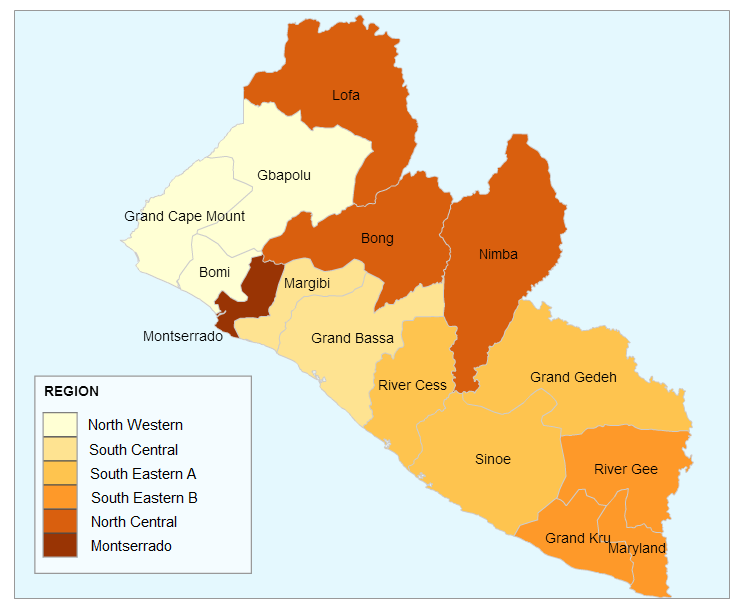 Lofa
Gbapolu
Grand Cape Mount
Bong
Nimba
Bomi
Margibi
Montserrado
Grand Bassa
Grand Gedeh
River Cess
REGION
North Western
South Central
South Eastern A
South Eastern B
North Central
Montserrado
Sinoe
River Gee
Grand Kru
Maryland